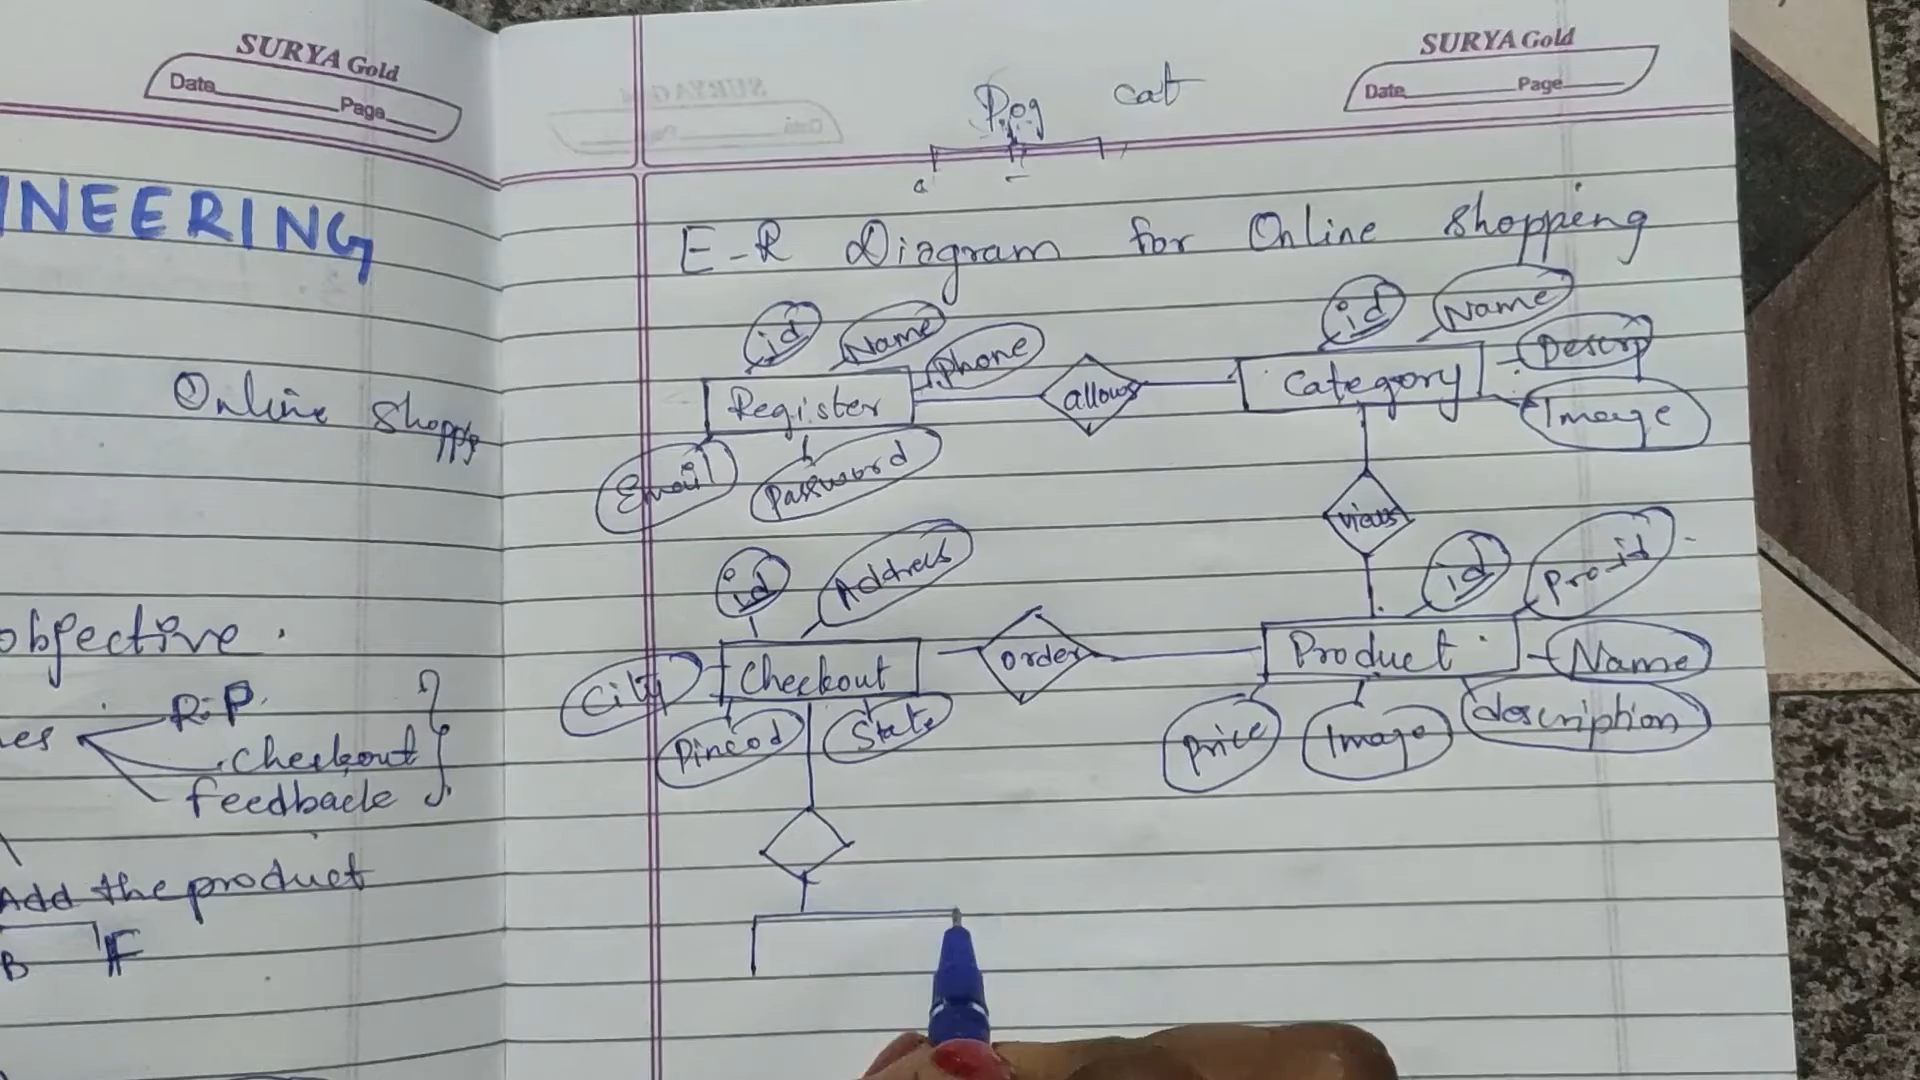 SURYA Gold
Date Page
INEERING
Online Shopp
objective.
R.P.
checkout
feedback
Add the product
B F
SURYA Gold
Date Page
cat
E-R Diagram for Online Shopping
id Name Phone
Register
Email Password
allows
id Name
Descrip
Category
Image
views
id Address
City Checkout
Pincod State
order
id Pro-id
Product Name
Price Image description